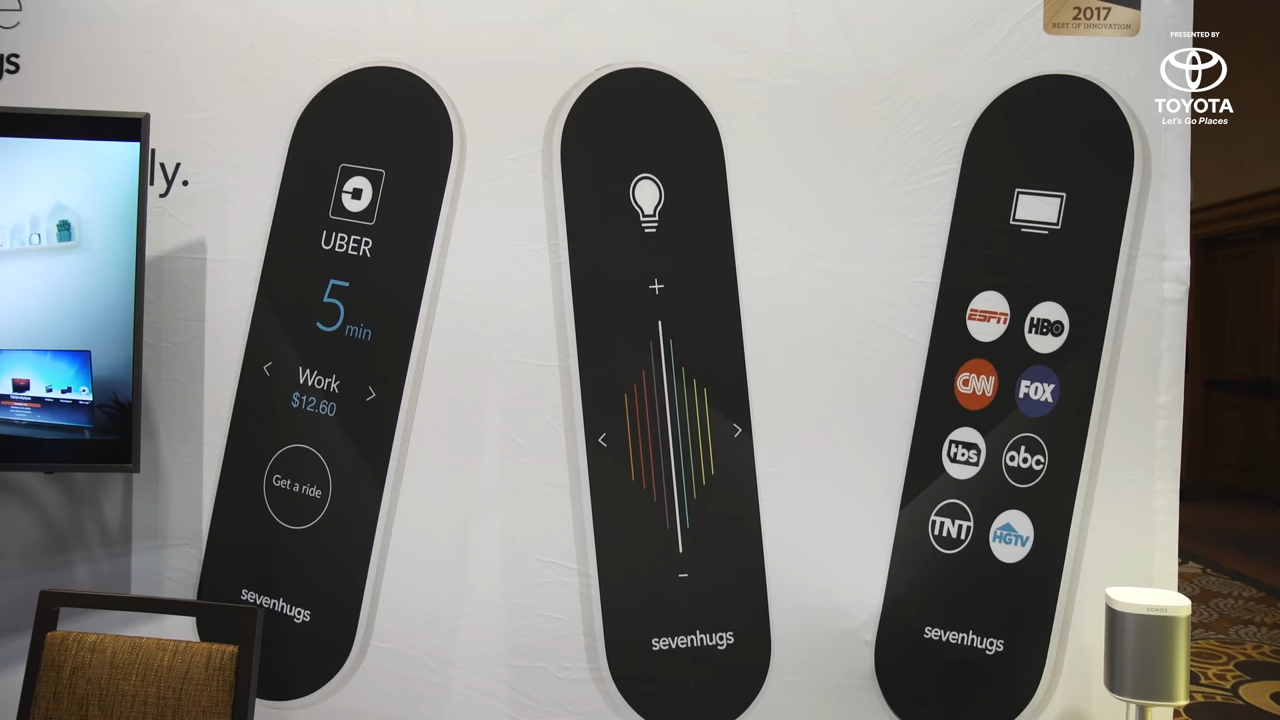 gs
ly.
2017
BEST OF INNOVATION
PRESENTED BY
TOYOTA
Let's Go Places
UBER
5 min
< Work >
$12.60
Get a ride
sevenhugs
+
< >
–
sevenhugs
ESPN HBO
CNN FOX
tbs abc
TNT HGTV
sevenhugs
SONOS